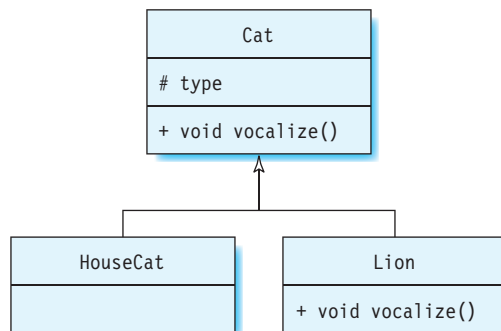 Cat
# type
+ void vocalize()
HouseCat
Lion
+ void vocalize()